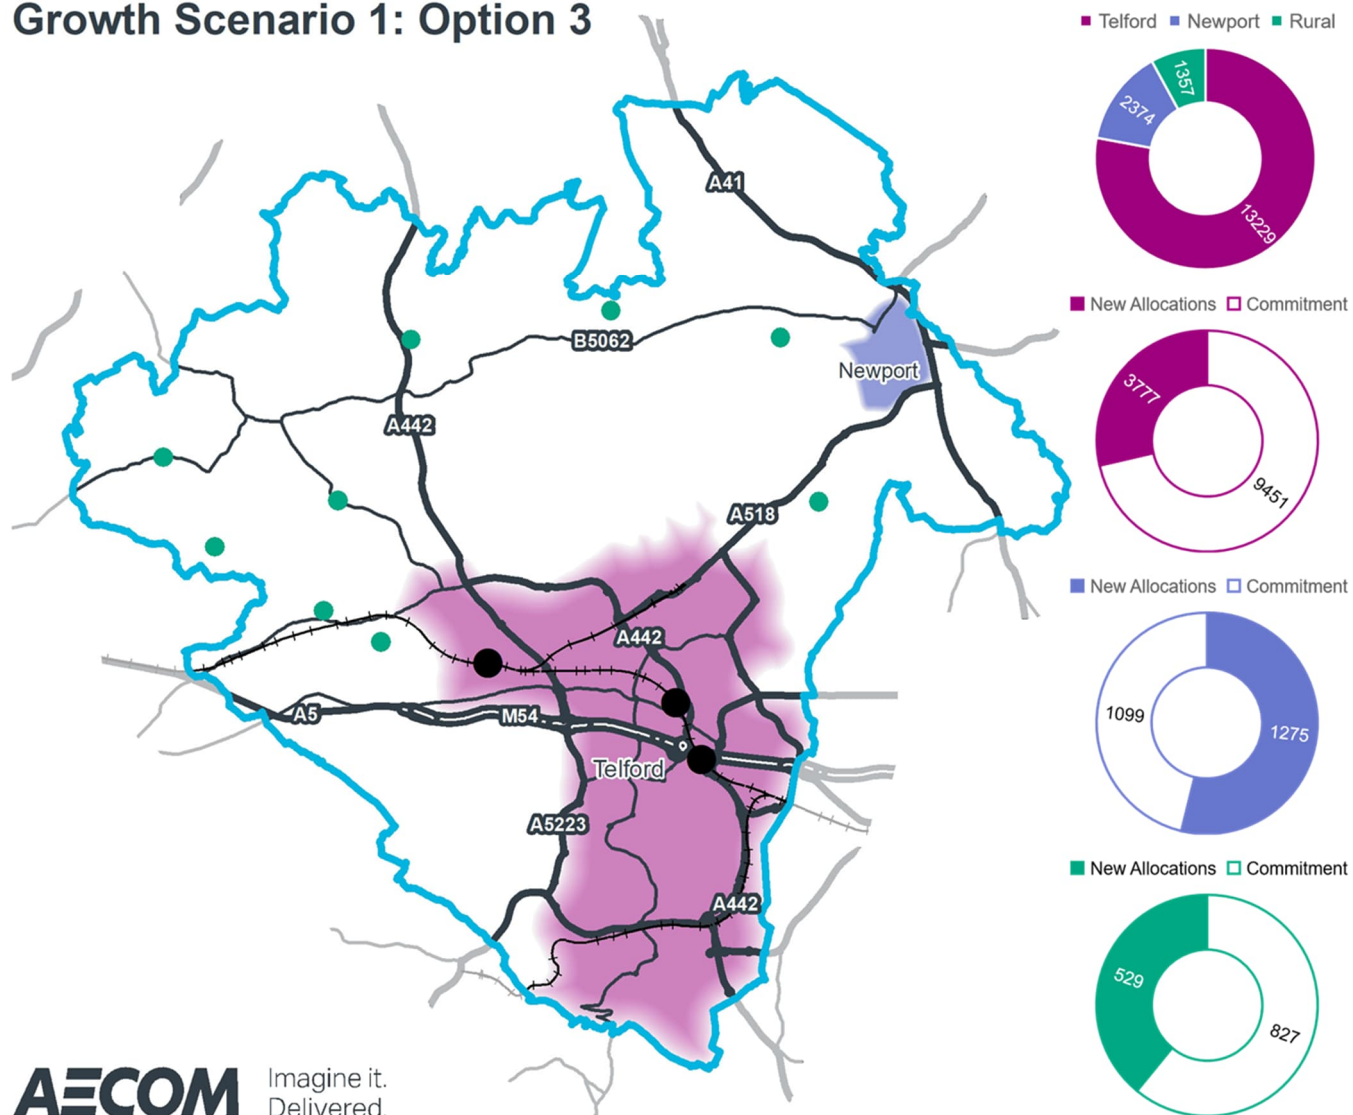 Growth Scenario 1: Option 3
Telford Newport Rural
1357
2374
13229
A41
New Allocations Commitment
B5062
Newport
3777
A442
9451
A518
New Allocations Commitment
A442
1099
1275
A5
M54
Telford
A5223
New Allocations Commitment
A442
529
827
AECOM
Imagine it.
Delivered.